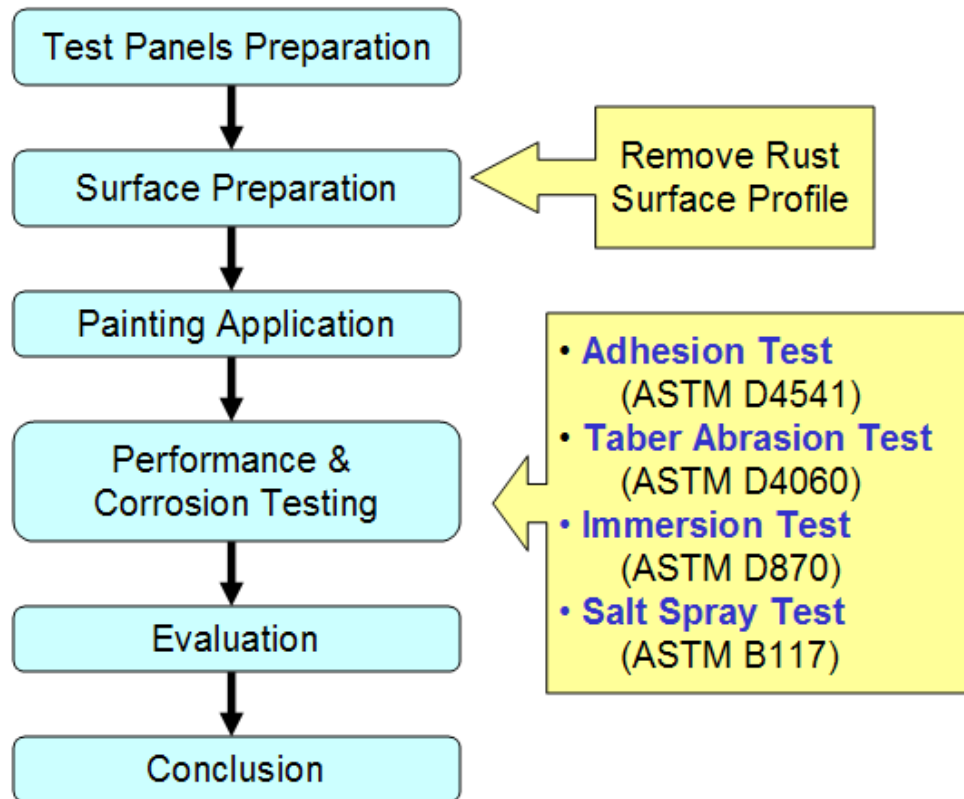 Test Panels Preparation
Surface Preparation
Remove Rust
Surface Profile
Painting Application
Performance &
Corrosion Testing
• Adhesion Test
(ASTM D4541)
• Taber Abrasion Test
(ASTM D4060)
• Immersion Test
(ASTM D870)
• Salt Spray Test
(ASTM B117)
Evaluation
Conclusion